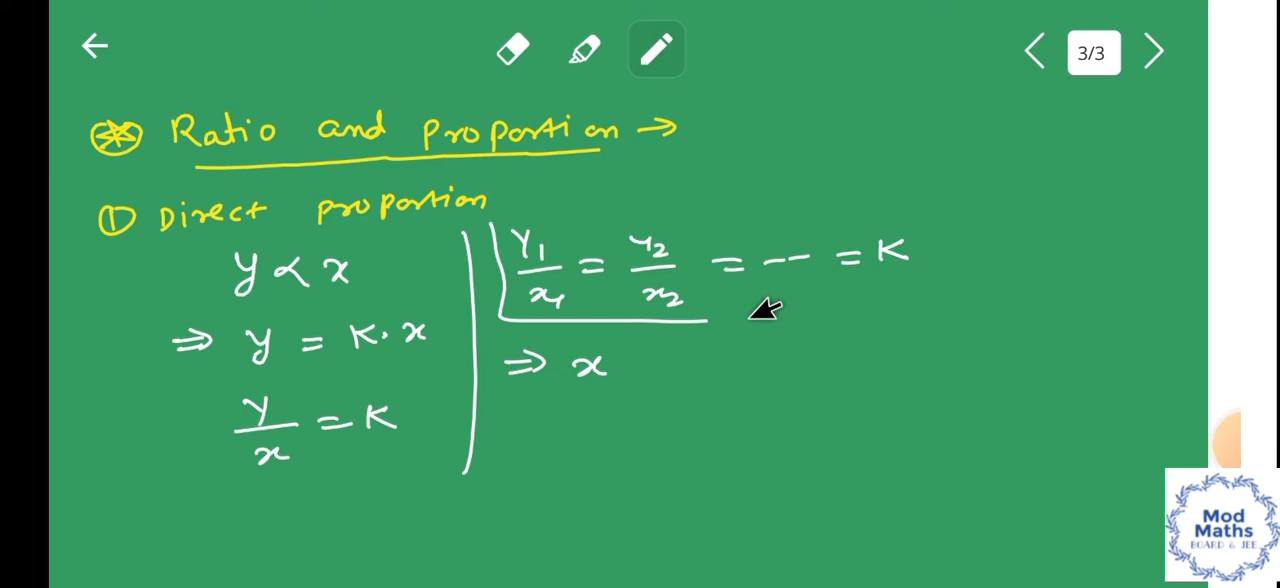 3/3
Ratio and proportion →
① Direct proportion
y ∝ x
⇒ y = K · x
y/x = K
y₁/x₁ = y₂/x₂ = -- = K
⇒ x
Mod
Maths
BOARD & JEE